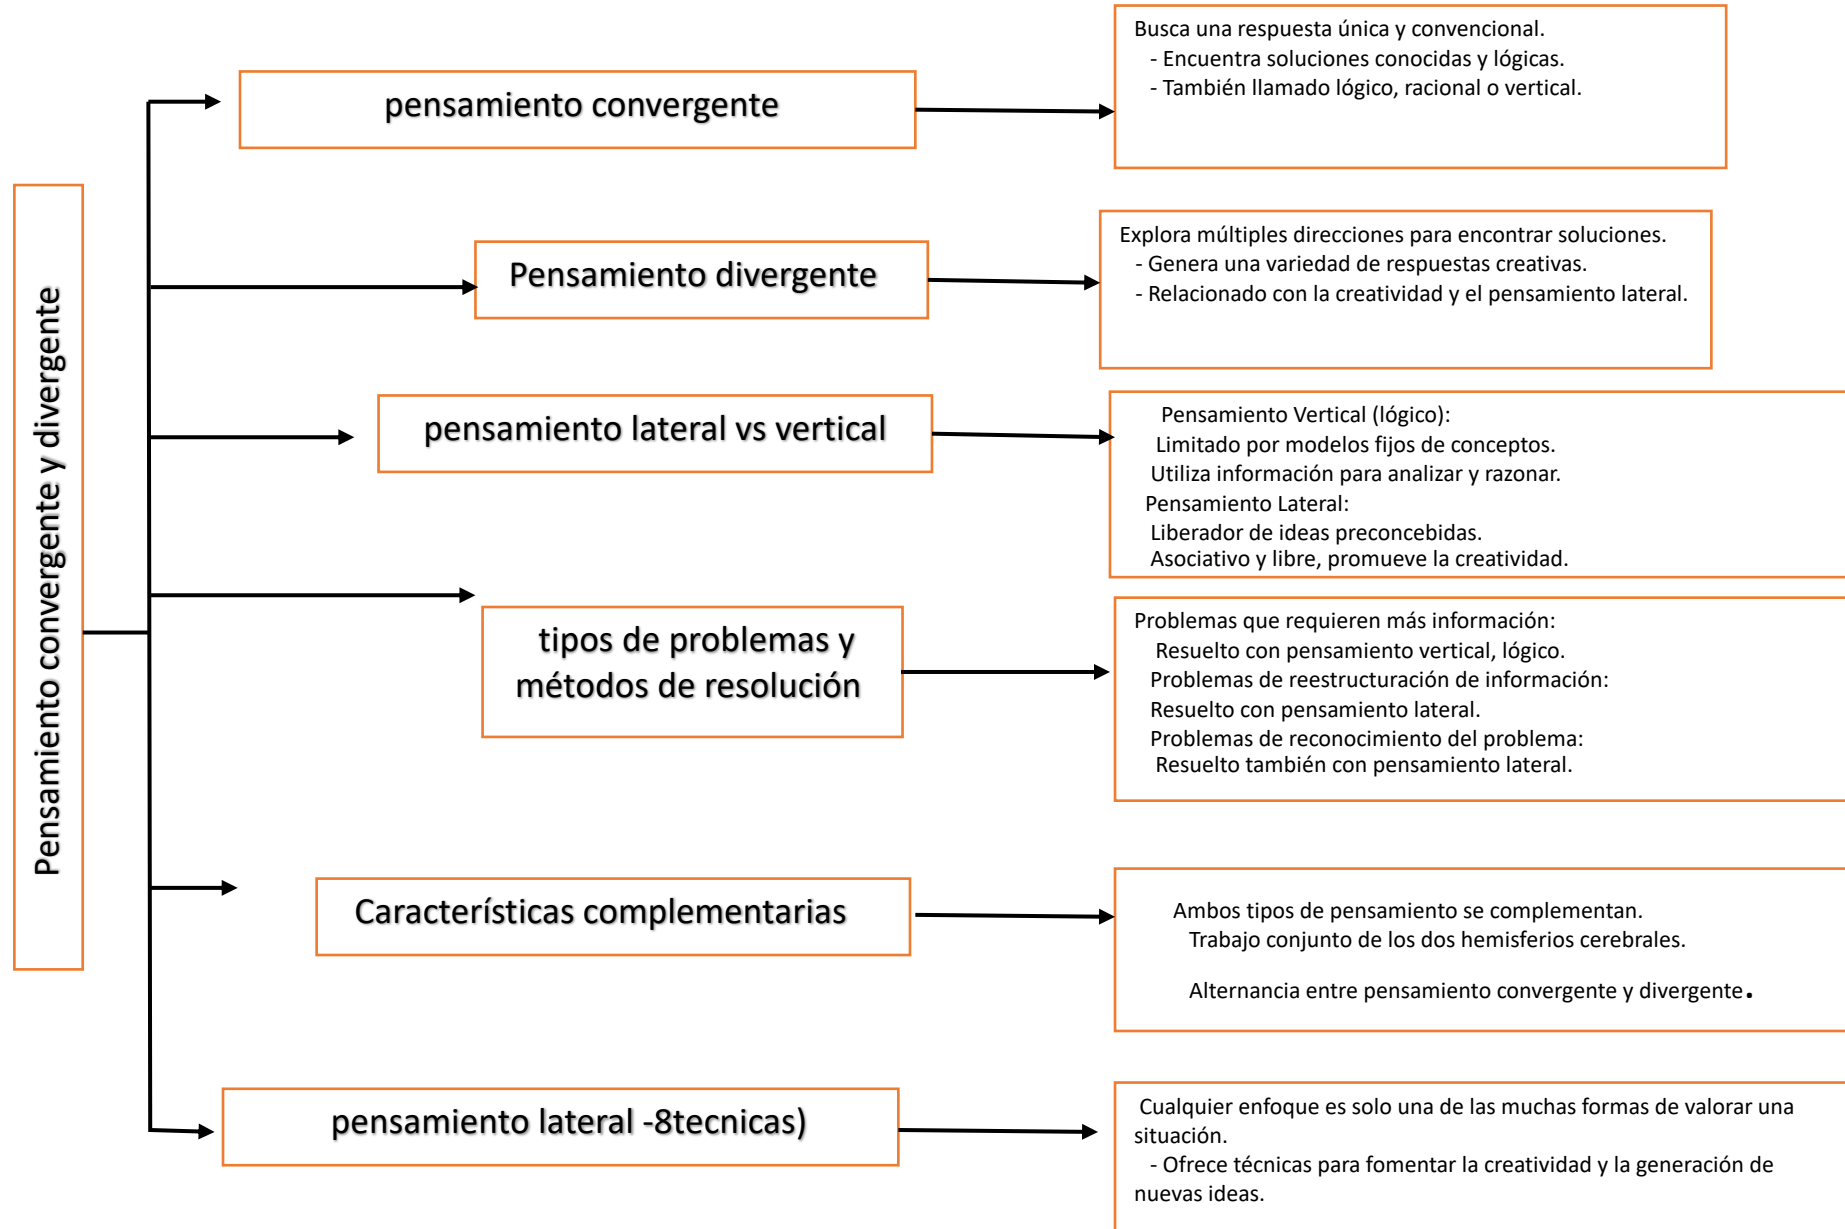 Pensamiento convergente y divergente
pensamiento convergente
Busca una respuesta única y convencional.
- Encuentra soluciones conocidas y lógicas.
- También llamado lógico, racional o vertical.
Pensamiento divergente
Explora múltiples direcciones para encontrar soluciones.
- Genera una variedad de respuestas creativas.
- Relacionado con la creatividad y el pensamiento lateral.
pensamiento lateral vs vertical
Pensamiento Vertical (lógico):
Limitado por modelos fijos de conceptos.
Utiliza información para analizar y razonar.
Pensamiento Lateral:
Liberador de ideas preconcebidas.
Asociativo y libre, promueve la creatividad.
tipos de problemas y
métodos de resolución
Problemas que requieren más información:
Resuelto con pensamiento vertical, lógico.
Problemas de reestructuración de información:
Resuelto con pensamiento lateral.
Problemas de reconocimiento del problema:
Resuelto también con pensamiento lateral.
Característicás complementarias
Ambos tipos de pensamiento se complementan.
Trabajo conjunto de los dos hemisferios cerebrales.
Alternancia entre pensamiento convergente y divergente.
pensamiento lateral -8tecnicas)
Cualquier enfoque es solo una de las muchas formas de valorar una
situación.
- Ofrece técnicas para fomentar la creatividad y la generación de
nuevas ideas.